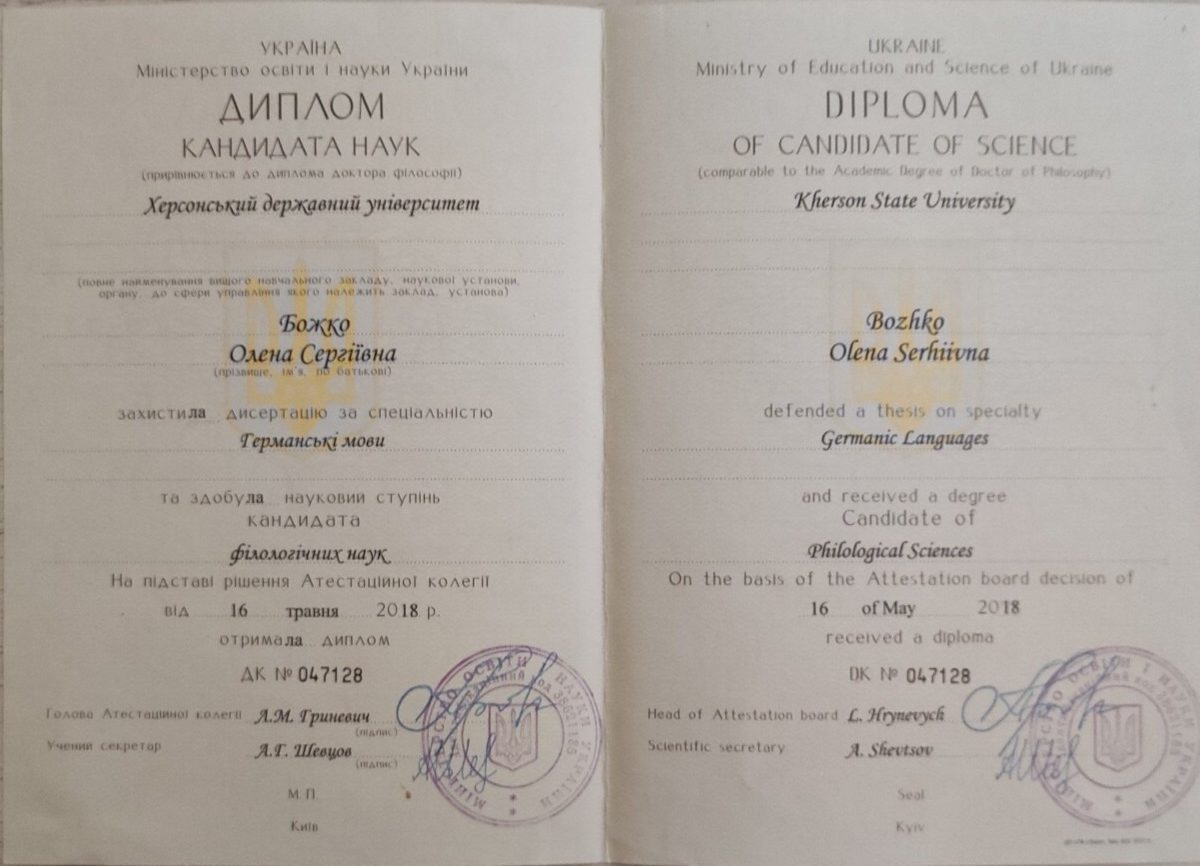 УКРАЇНА
Міністерство освіти і науки України
ДИПЛОМ
КАНДИДАТА НАУК
(прирівнюється до диплома доктора філософії)
Херсонський державний університет
(повне найменування вищого навчального закладу, наукової установи,
органу, до сфери управління якого належить заклад, установа)
Божко
Олена Сергіївна
(прізвище, ім'я, по батькові)
захистила дисертацію за спеціальністю
Германські мови
та здобула науковий ступінь
кандидата
філологічних наук
На підставі рішення Атестаційної колегії
від 16 травня 2018 р.
отримала диплом
ДК № 047128
Голова Атестаційної колегії Л.М. Гриневич
(підпис)
Учений секретар А.Г. Шевцов
(підпис)
М.П.
Київ
UKRAINE
Ministry of Education and Science of Ukraine
DIPLOMA
OF CANDIDATE OF SCIENCE
(comparable to the Academic Degree of Doctor of Philosophy)
Kherson State University
Bozhko
Olena Serhiivna
defended a thesis on specialty
Germanic Languages
and received a degree
Candidate of
Philological Sciences
On the basis of the Attestation board decision of
16 of May 2018
received a diploma
DK № 047128
Head of Attestation board L. Hrynevych
Scientific secretary A. Shevtsov
Seal
Kyiv